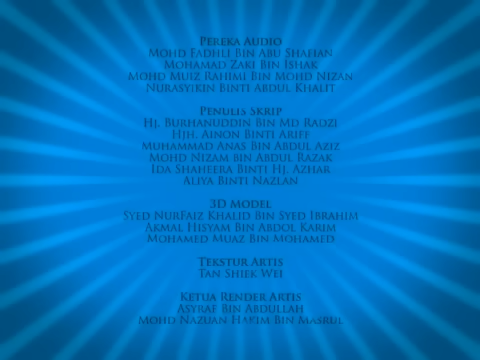 Pereka Audio
Mohd Fadhli Bin Abu Shafian
Mohamad Zaki Bin Ishak
Mohd Muiz Rahimi Bin Mohd Nizan
Nurasyikin Binti Abdul Khalit
Penulis Skrip
Hj. Burhanuddin Bin Md Radzi
Hjh. Ainon Binti Ariff
Muhammad Anas Bin Abdul Aziz
Mohd Nizam bin Abdul Razak
Ida Shaheera Binti Hj. Azhar
Aliya Binti Nazlan
3D Model
Syed Nurfaiz Khalid Bin Syed Ibrahim
Akmal Hisyam Bin Abdol Karim
Mohamed Muaz Bin Mohamed
Tekstur Artis
Tan Shiek Wei
Ketua Render Artis
Asyraf Bin Abdullah
Mohd Nazuan Hafim Bin Masrul